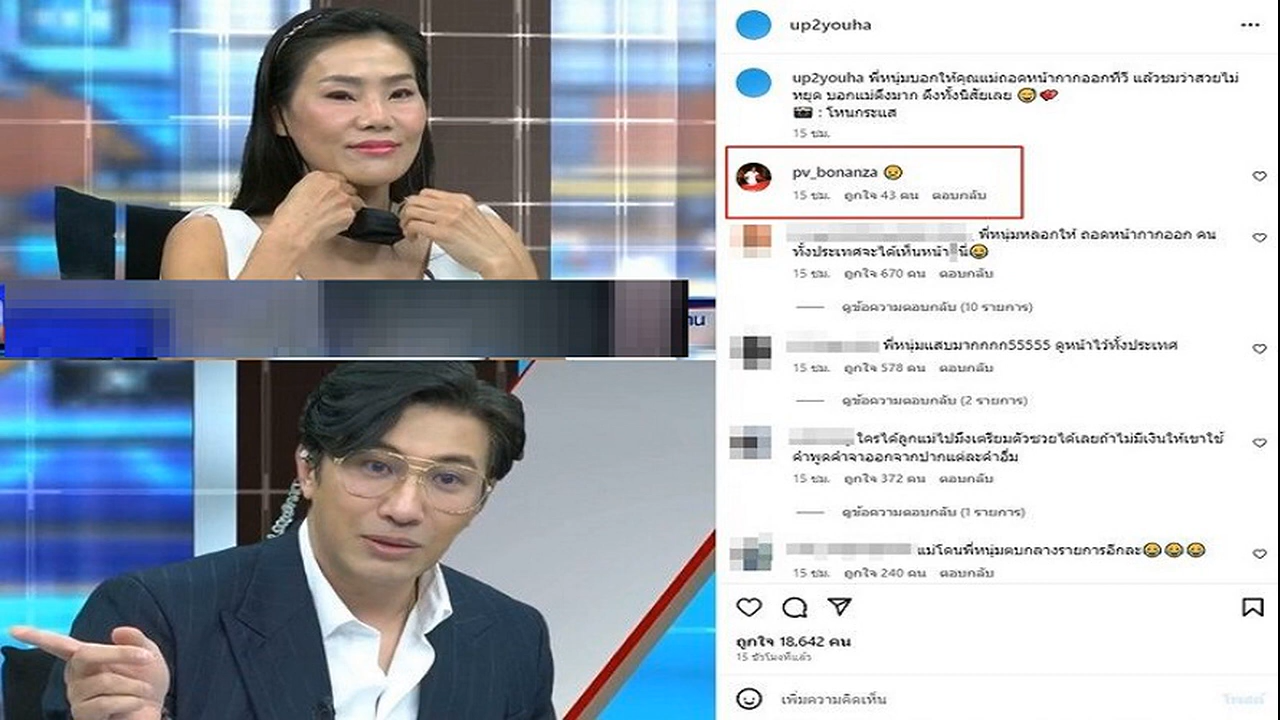 up2youha
up2youha พี่หนุ่มบอกให้คุณแม่ถอดหน้ากากออกทีวี แล้วชมว่าสวยไม่
หยุด บอกแม่ดึงมาก ดึงทั้งนิสัยเลย 😄💕
📷 : โหนกระแส
15 ชม.
pv_bonanza 😣
15 ชม. ถูกใจ 43 คน ตอบกลับ
พี่หนุ่มหลอกให้ ถอดหน้ากากออก คน
ทั้งประเทศจะได้เห็นหน้า นี่😂
15 ชม. ถูกใจ 670 คน ตอบกลับ
ดูข้อความตอบกลับ (10 รายการ)
พี่หนุ่มแสบมากกกก55555 ดูหน้าไว้ทั้งประเทศ
15 ชม. ถูกใจ 578 คน ตอบกลับ
ดูข้อความตอบกลับ (2 รายการ)
ใครได้ลูกแม่ไปมึงเตรียมตัวซวยได้เลยถ้าไม่มีเงินให้เขาใช้
คำพูดคำจาออกจากปากแต่ละคำอึ๋ม
15 ชม. ถูกใจ 372 คน ตอบกลับ
ดูข้อความตอบกลับ (1 รายการ)
แม่โดนพี่หนุ่มตบกลางรายการอีกละ😂😂😂
15 ชม. ถูกใจ 240 คน ตอบกลับ
ถูกใจ 18,642 คน
15 ชั่วโมงที่แล้ว
เพิ่มความคิดเห็น
โพสต์